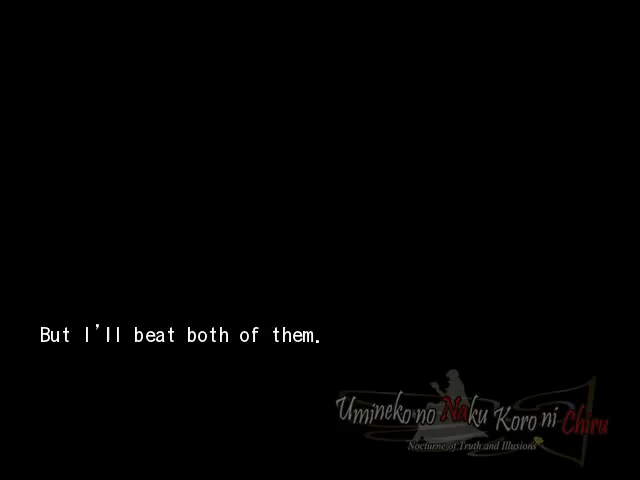 But I'll beat both of them.
Umineko no Naku Koro ni Chiru
Nocturne of Truth and Illusions